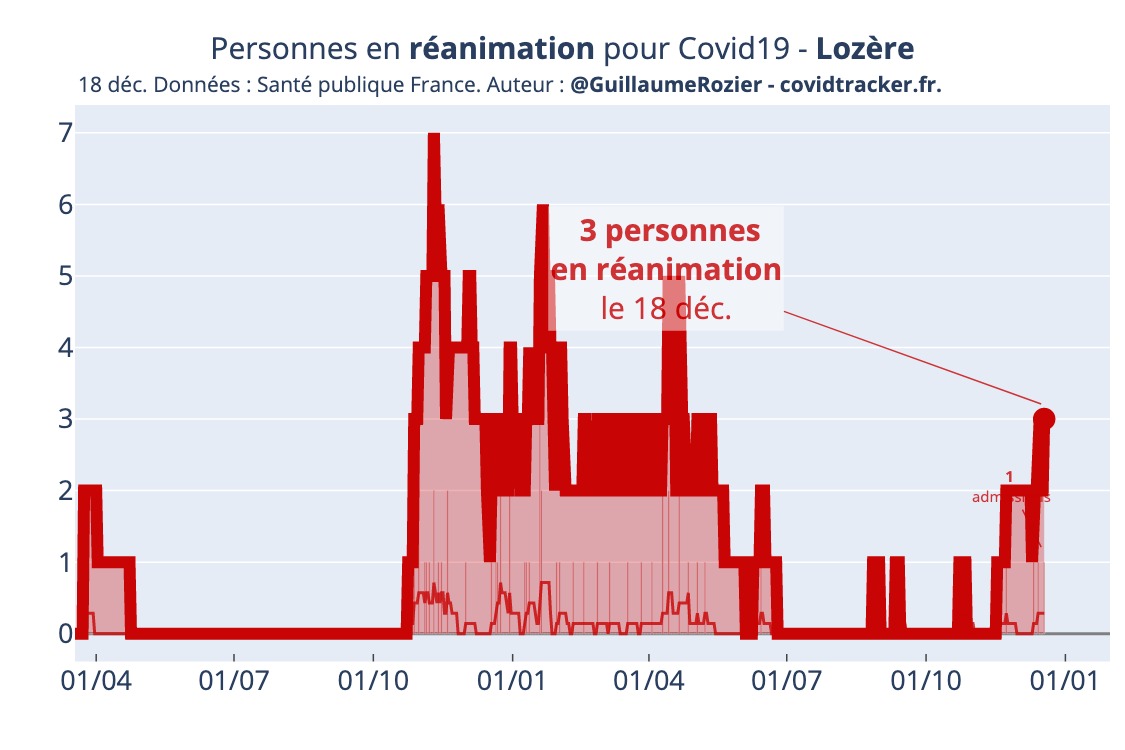 Personnes en réanimation pour Covid19 - Lozère
18 déc. Données : Santé publique France. Auteur : @GuillaumeRozier - covidtracker.fr.
7
6
5
4
3
2
1
0
3 personnes
en réanimation
le 18 déc.
1
admissions
01/04
01/07
01/10
01/01
01/04
01/07
01/10
01/01